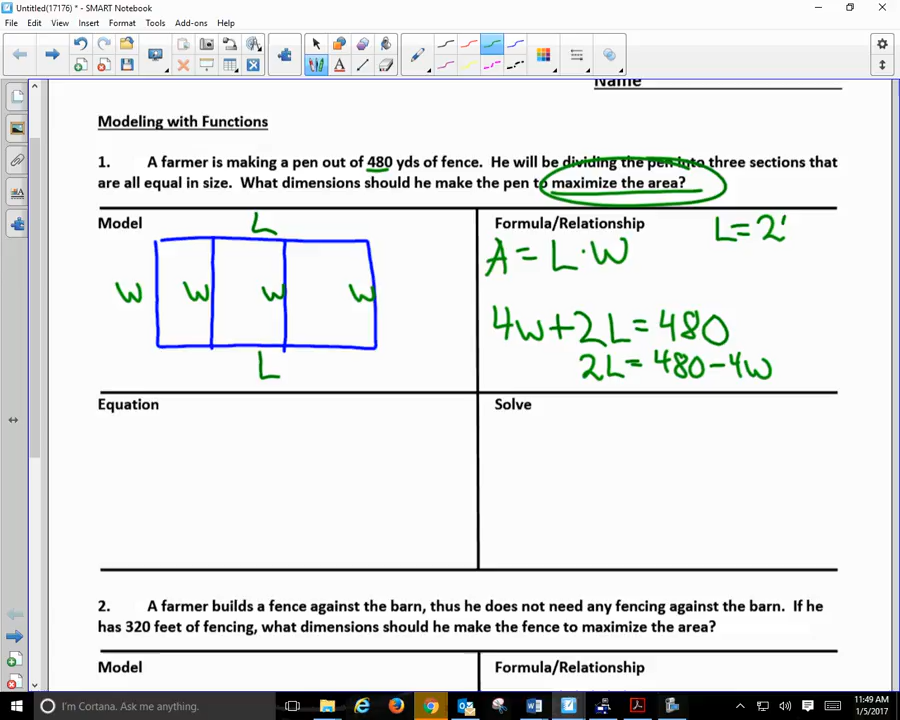 Untitled(17176) * - SMART Notebook
File Edit View Insert Format Tools Add-ons Help
Name
Modeling with Functions
1. A farmer is making a pen out of 480 yds of fence. He will be dividing the pen into three sections that
are all equal in size. What dimensions should he make the pen to maximize the area?
Model
L
W W W W
L
Formula/Relationship
L = 2'
A = L · W
4W + 2L = 480
2L = 480 - 4W
Equation
Solve
2. A farmer builds a fence against the barn, thus he does not need any fencing against the barn. If he
has 320 feet of fencing, what dimensions should he make the fence to maximize the area?
Model
Formula/Relationship
I'm Cortana. Ask me anything.
11:49 AM
1/5/2017